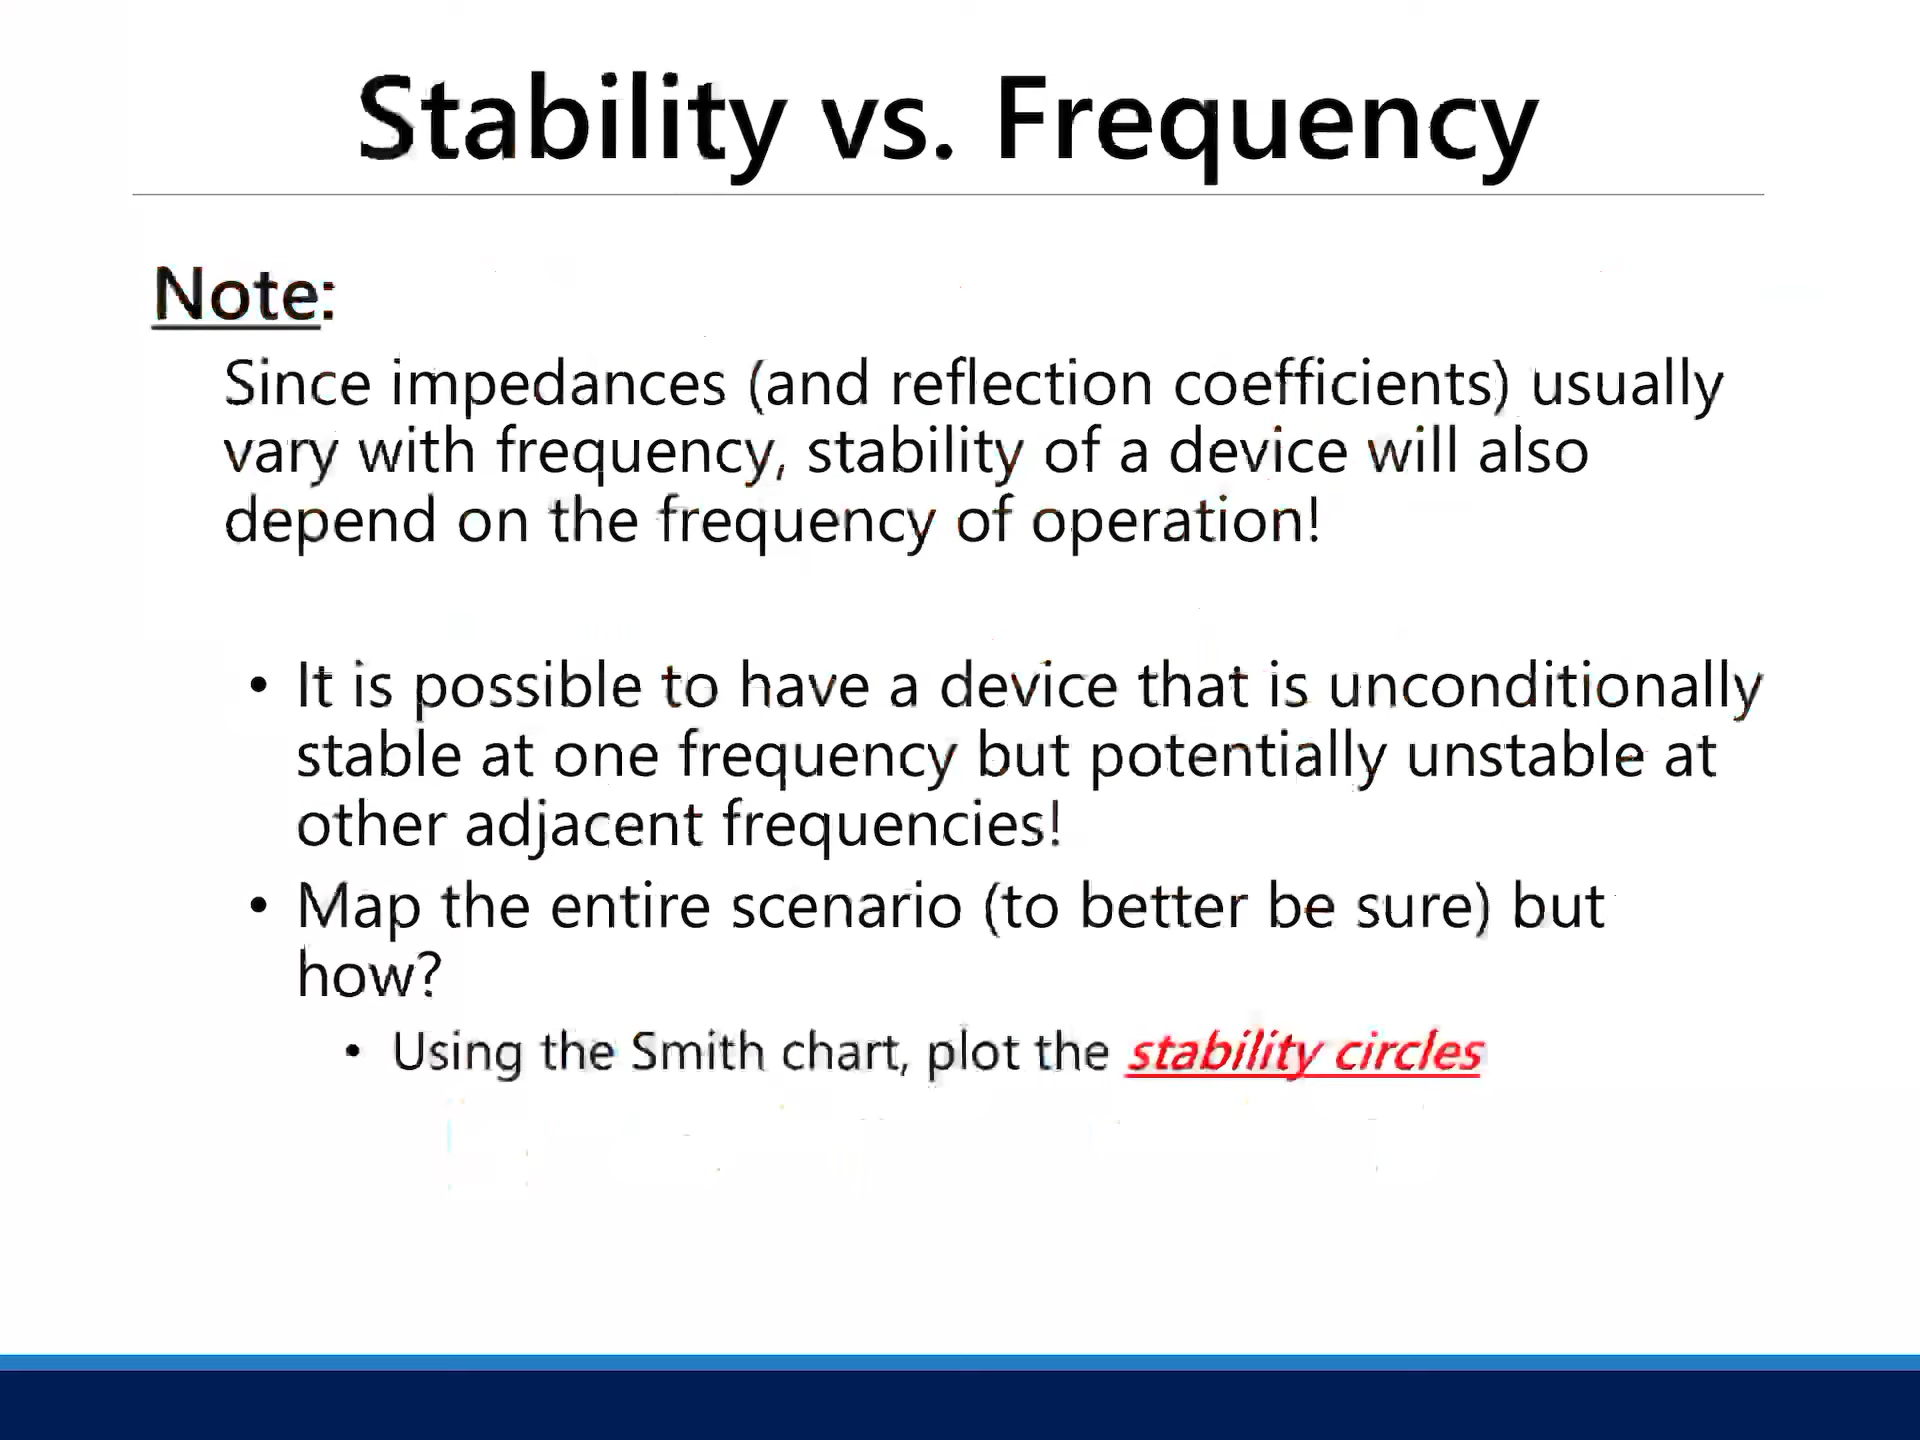 Stability vs. Frequency
Note:
Since impedances (and reflection coefficients) usually
vary with frequency, stability of a device will also
depend on the frequency of operation!
• It is possible to have a device that is unconditionally
stable at one frequency but potentially unstable at
other adjacent frequencies!
• Map the entire scenario (to better be sure) but
how?
• Using the Smith chart, plot the stability circles